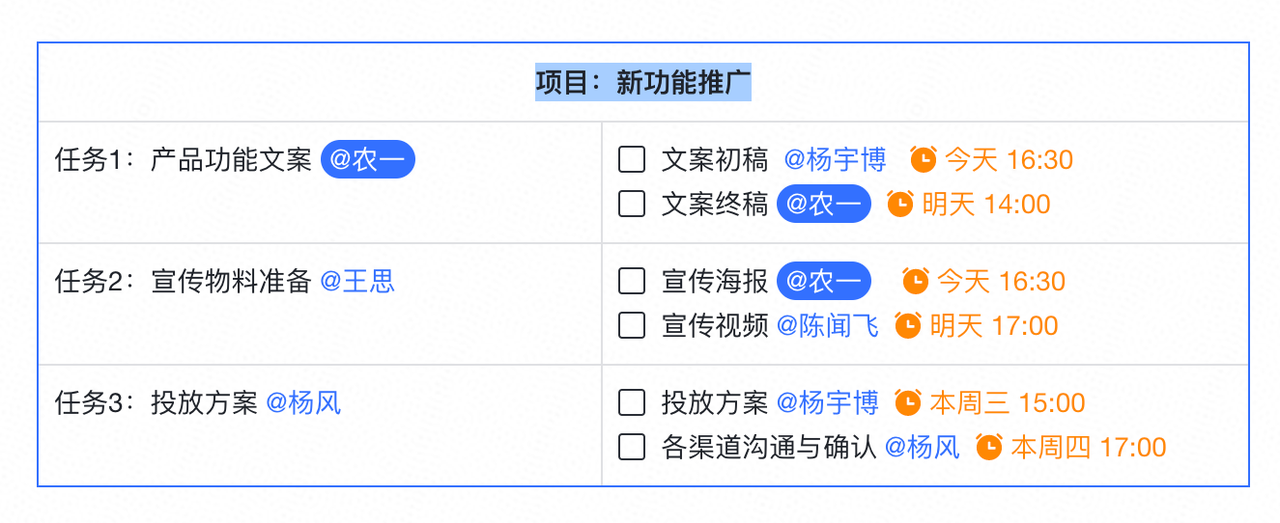 项目：新功能推广
任务1：产品功能文案 @农一
文案初稿 @杨宇博 今天 16:30
文案终稿 @农一 明天 14:00
任务2：宣传物料准备 @王思
宣传海报 @农一 今天 16:30
宣传视频 @陈闻飞 明天 17:00
任务3：投放方案 @杨风
投放方案 @杨宇博 本周三 15:00
各渠道沟通与确认 @杨风 本周四 17:00